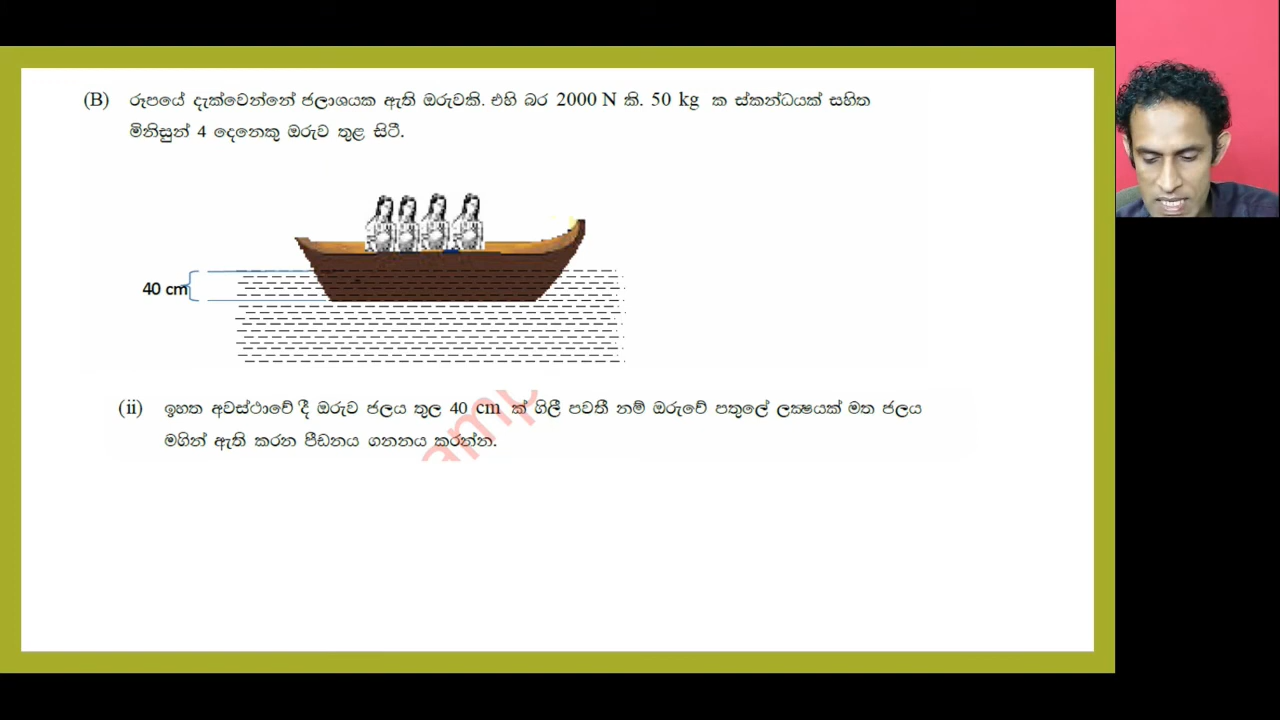 (B) රූපයේ දැක්වෙන්නේ ජලාශයක ඇති ඔරුවකි. එහි බර 2000 N කි. 50 kg ක ස්කන්ධයක් සහිත
මිනිසුන් 4 දෙනෙකු ඔරුව තුළ සිටී.
40 cm
(ii) ඉහත අවස්ථාවේ දී ඔරුව ජලය තුල 40 cm ක් ගිලී පවතී නම් ඔරුවේ පතුලේ ලක්‍ෂයක් මත ජලය
මගින් ඇති කරන පීඩනය ගනනය කරන්න.